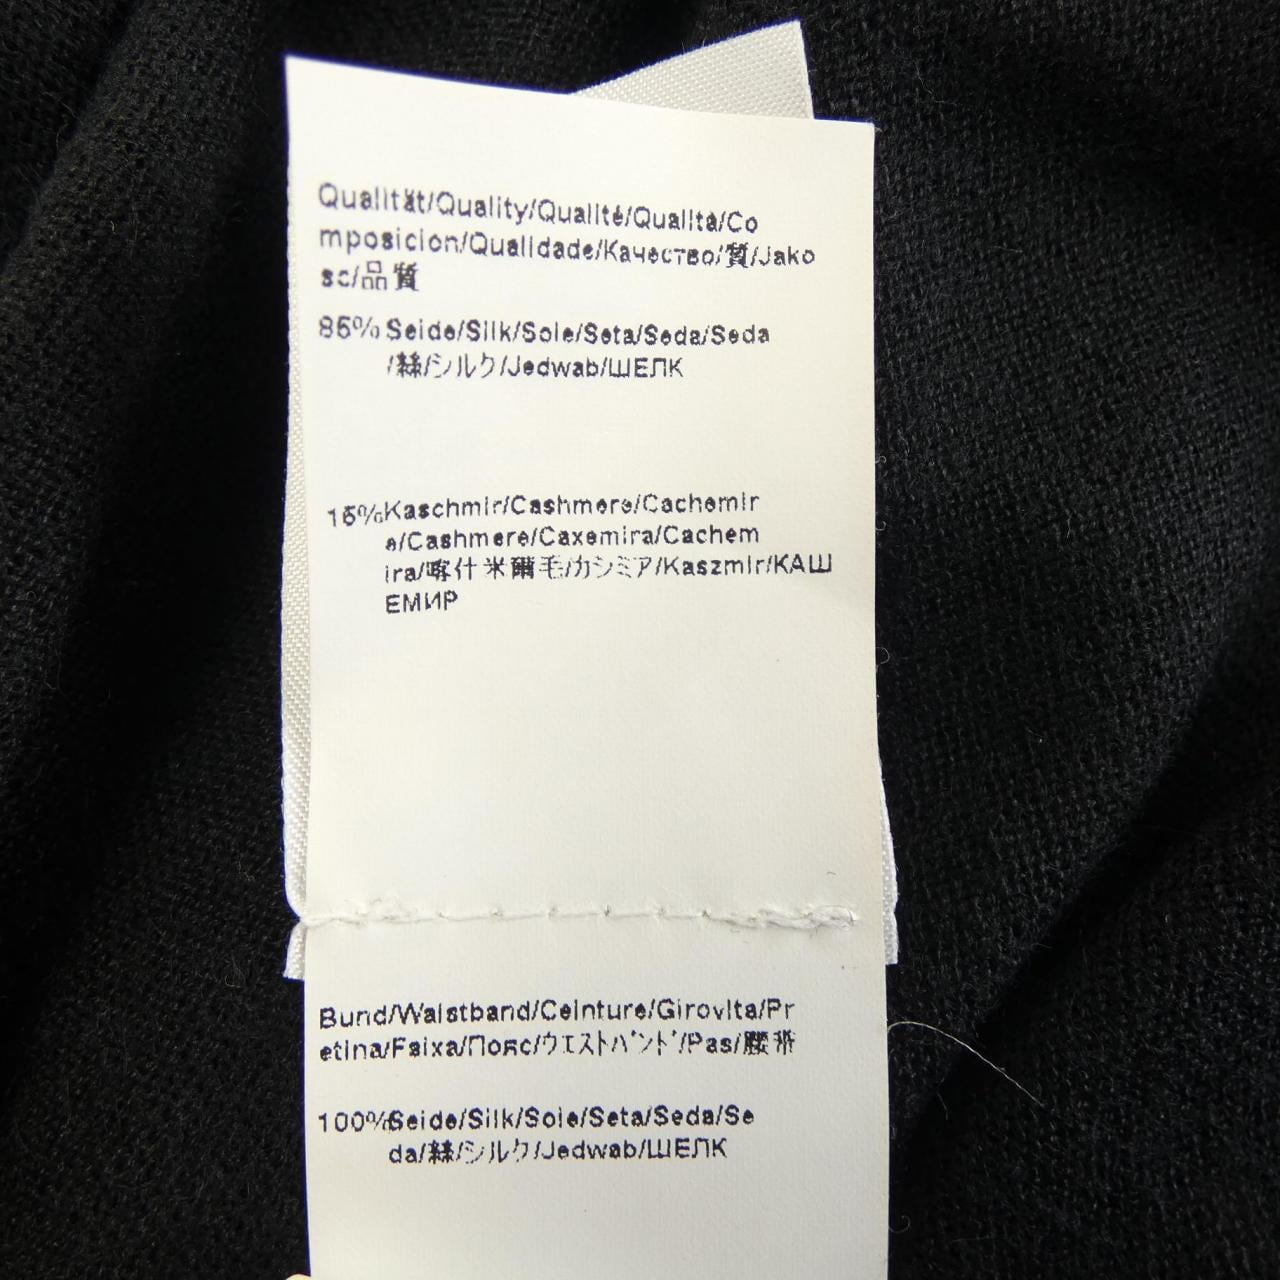 Qualität/Quality/Qualité/Qualità/Co
mposicion/Qualidade/Качество/質/Jako
sc/品質
85% Seide/Silk/Soie/Seta/Seda/Seda
/絲/シルク/Jedwab/ШЕЛК
15% Kaschmir/Cashmere/Cachemir
e/Cashmere/Caxemira/Cachem
ira/喀什米爾毛/カシミア/Kaszmir/КАШ
ЕМИР
Bund/Waistband/Ceinture/Girovita/Pr
etina/Faixa/Пояс/ウエストバンド/Pas/腰帯
100% Seide/Silk/Soie/Seta/Seda/Se
da/絲/シルク/Jedwab/ШЕЛК